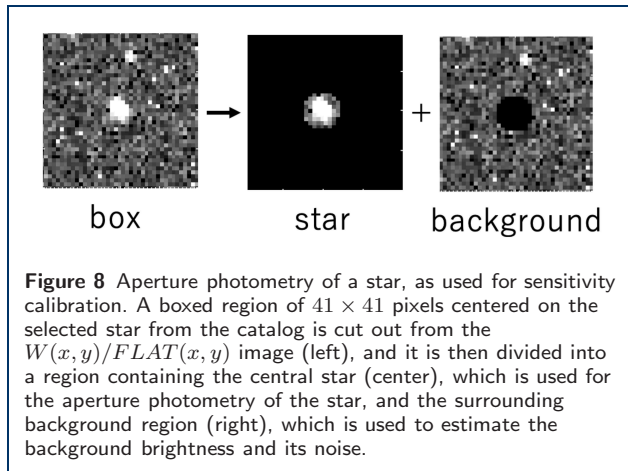 +
box star background
Figure 8 Aperture photometry of a star, as used for sensitivity
calibration. A boxed region of 41 × 41 pixels centered on the
selected star from the catalog is cut out from the
W(x, y)/FLAT(x, y) image (left), and it is then divided into
a region containing the central star (center), which is used for
the aperture photometry of the star, and the surrounding
background region (right), which is used to estimate the
background brightness and its noise.